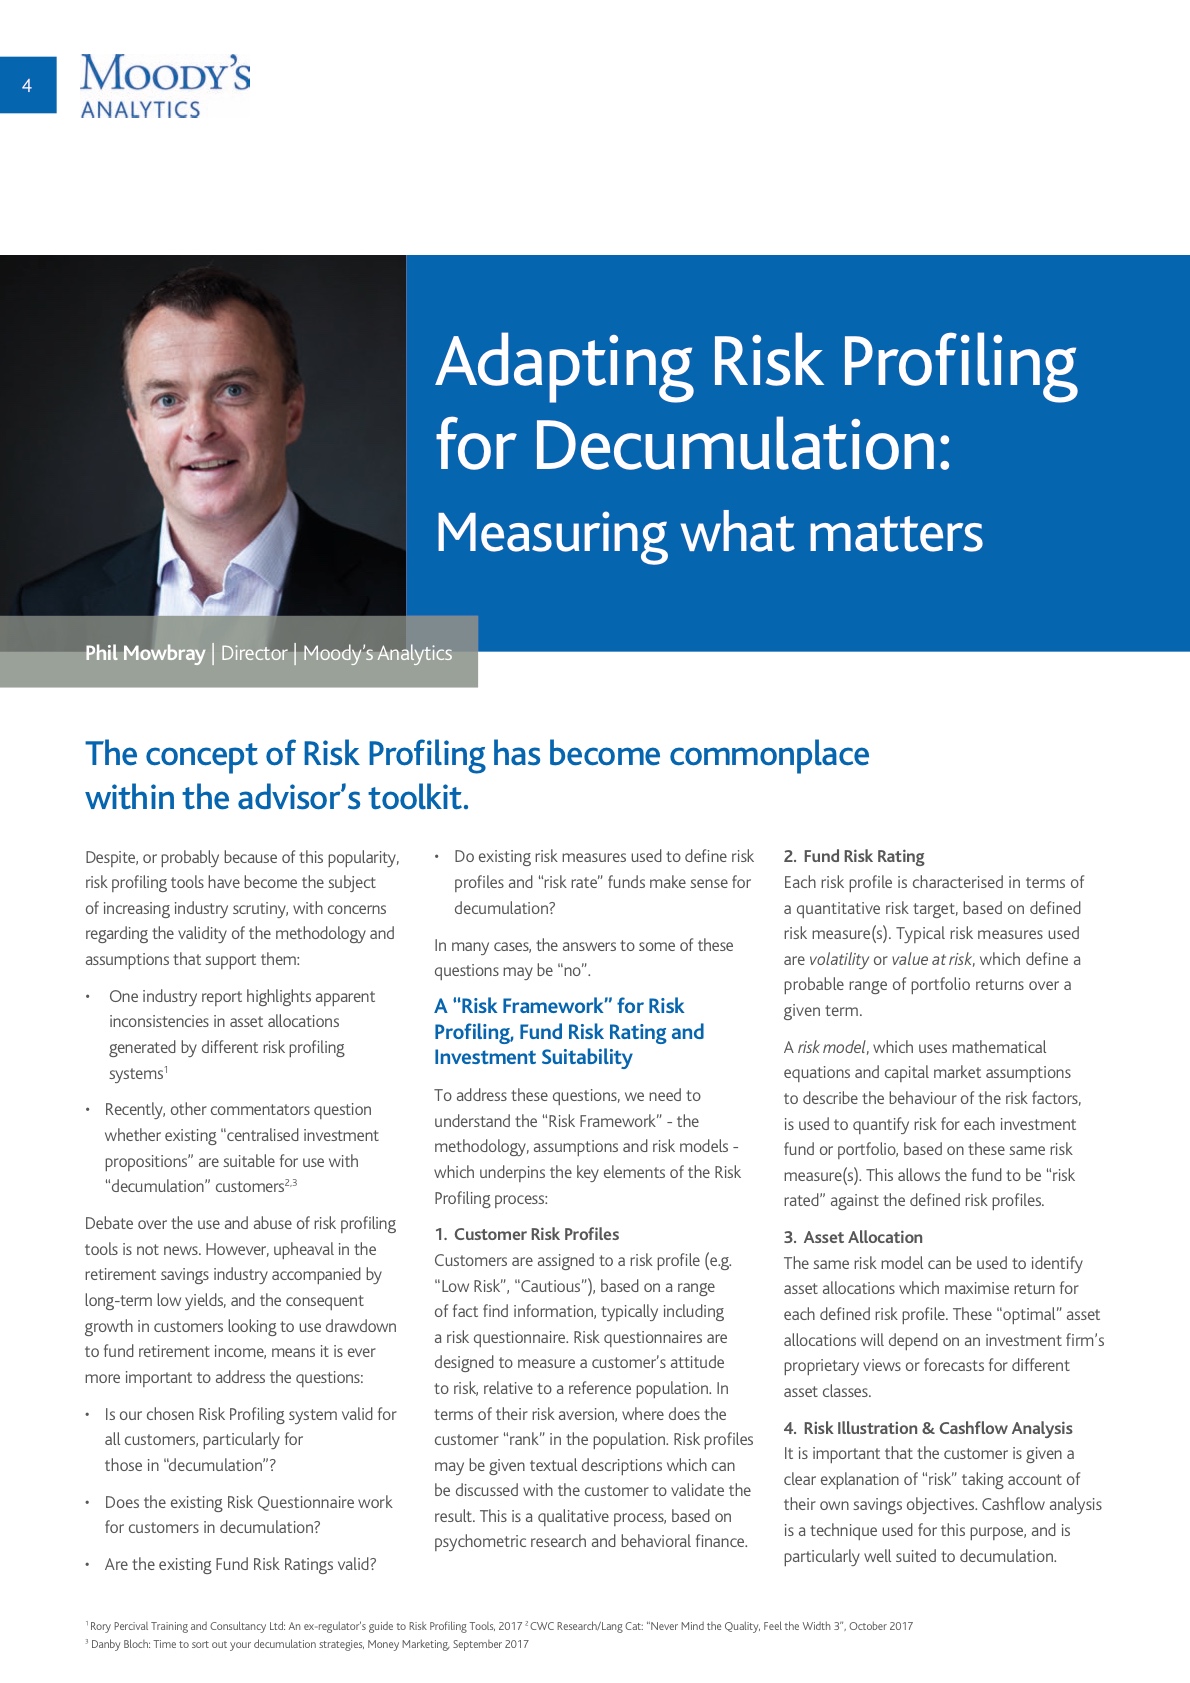 4
MOODY'S
ANALYTICS
Adapting Risk Profiling
for Decumulation:
Measuring what matters
Phil Mowbray | Director | Moody's Analytics
The concept of Risk Profiling has become commonplace
within the advisor's toolkit.
Despite, or probably because of this popularity,
risk profiling tools have become the subject
of increasing industry scrutiny, with concerns
regarding the validity of the methodology and
assumptions that support them:
• One industry report highlights apparent
inconsistencies in asset allocations
generated by different risk profiling
systems¹
• Recently, other commentators question
whether existing “centralised investment
propositions” are suitable for use with
“decumulation” customers²,³
Debate over the use and abuse of risk profiling
tools is not news. However, upheaval in the
retirement savings industry accompanied by
long-term low yields, and the consequent
growth in customers looking to use drawdown
to fund retirement income, means it is ever
more important to address the questions:
• Is our chosen Risk Profiling system valid for
all customers, particularly for
those in “decumulation”?
• Does the existing Risk Questionnaire work
for customers in decumulation?
• Are the existing Fund Risk Ratings valid?
• Do existing risk measures used to define risk
profiles and “risk rate” funds make sense for
decumulation?
In many cases, the answers to some of these
questions may be “no”.
A “Risk Framework” for Risk
Profiling, Fund Risk Rating and
Investment Suitability
To address these questions, we need to
understand the “Risk Framework” - the
methodology, assumptions and risk models -
which underpins the key elements of the Risk
Profiling process:
1. Customer Risk Profiles
Customers are assigned to a risk profile (e.g.
“Low Risk”, “Cautious”), based on a range
of fact find information, typically including
a risk questionnaire. Risk questionnaires are
designed to measure a customer's attitude
to risk, relative to a reference population. In
terms of their risk aversion, where does the
customer “rank” in the population. Risk profiles
may be given textual descriptions which can
be discussed with the customer to validate the
result. This is a qualitative process, based on
psychometric research and behavioral finance.
2. Fund Risk Rating
Each risk profile is characterised in terms of
a quantitative risk target, based on defined
risk measure(s). Typical risk measures used
are volatility or value at risk, which define a
probable range of portfolio returns over a
given term.
A risk model, which uses mathematical
equations and capital market assumptions
to describe the behaviour of the risk factors,
is used to quantify risk for each investment
fund or portfolio, based on these same risk
measure(s). This allows the fund to be “risk
rated” against the defined risk profiles.
3. Asset Allocation
The same risk model can be used to identify
asset allocations which maximise return for
each defined risk profile. These “optimal” asset
allocations will depend on an investment firm's
proprietary views or forecasts for different
asset classes.
4. Risk Illustration & Cashflow Analysis
It is important that the customer is given a
clear explanation of “risk” taking account of
their own savings objectives. Cashflow analysis
is a technique used for this purpose, and is
particularly well suited to decumulation.
¹ Rory Percival Training and Consultancy Ltd: An ex-regulator's guide to Risk Profiling Tools, 2017 ² CWC Research/Lang Cat: “Never Mind the Quality, Feel the Width 3”, October 2017
³ Danby Bloch: Time to sort out your decumulation strategies, Money Marketing, September 2017